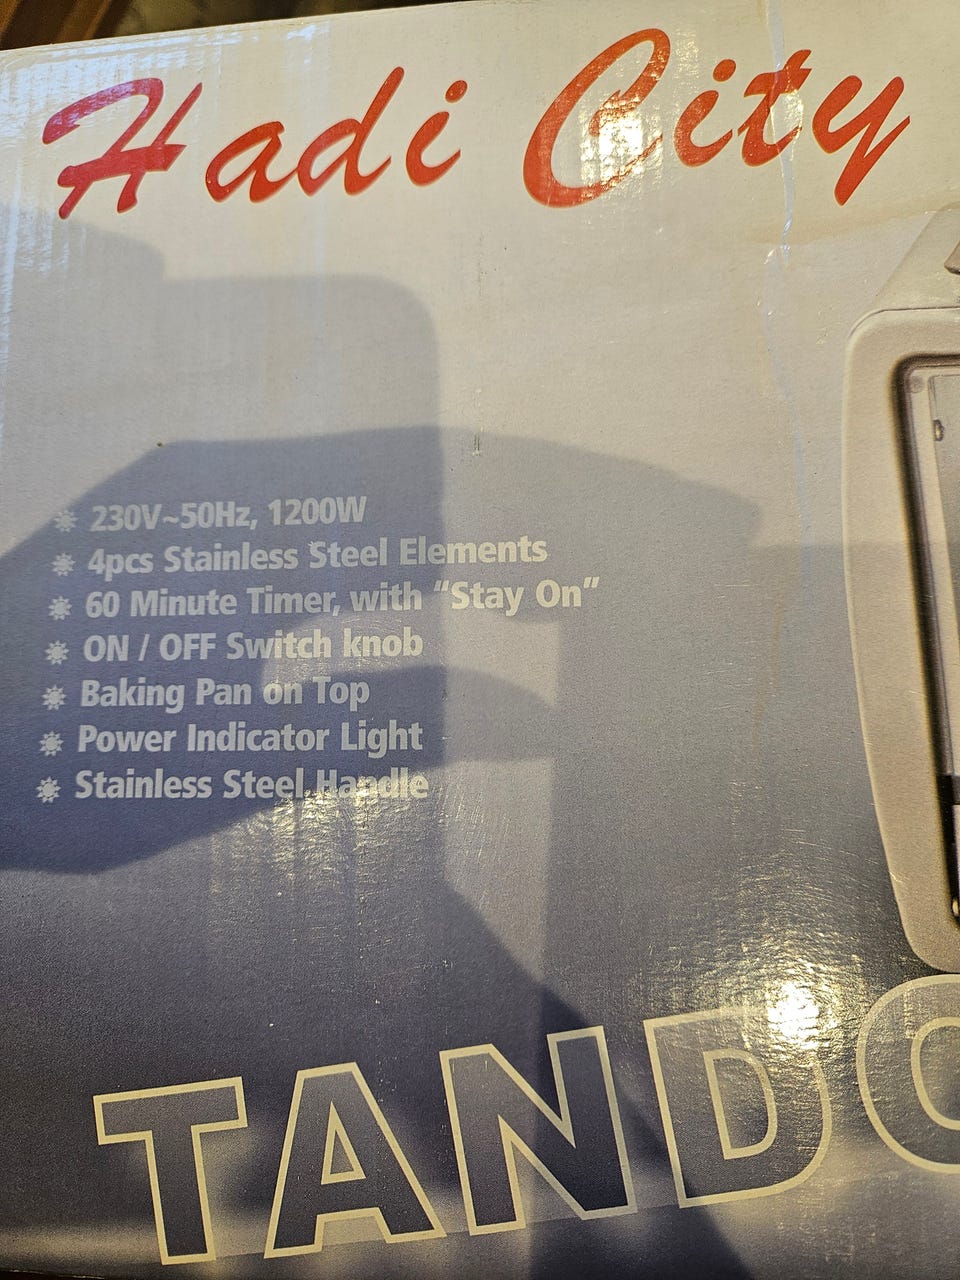 Hadi City
230V~50Hz, 1200W
4pcs Stainless Steel Elements
60 Minute Timer, with “Stay On”
ON / OFF Switch knob
Baking Pan on Top
Power Indicator Light
Stainless Steel Handle
TANDO